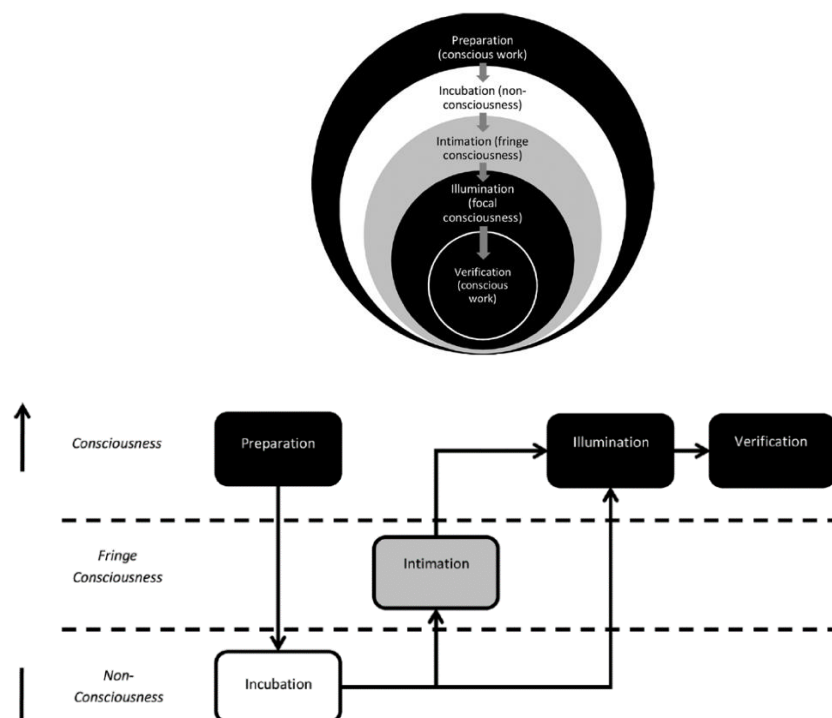 Preparation
(conscious work)
Incubation (non-
consciousness)
Intimation (fringe
consciousness)
Illumination
(focal
consciousness)
Verification
(conscious
work)
Consciousness
Preparation
Illumination
Verification
Fringe
Consciousness
Intimation
Non-
Consciousness
Incubation